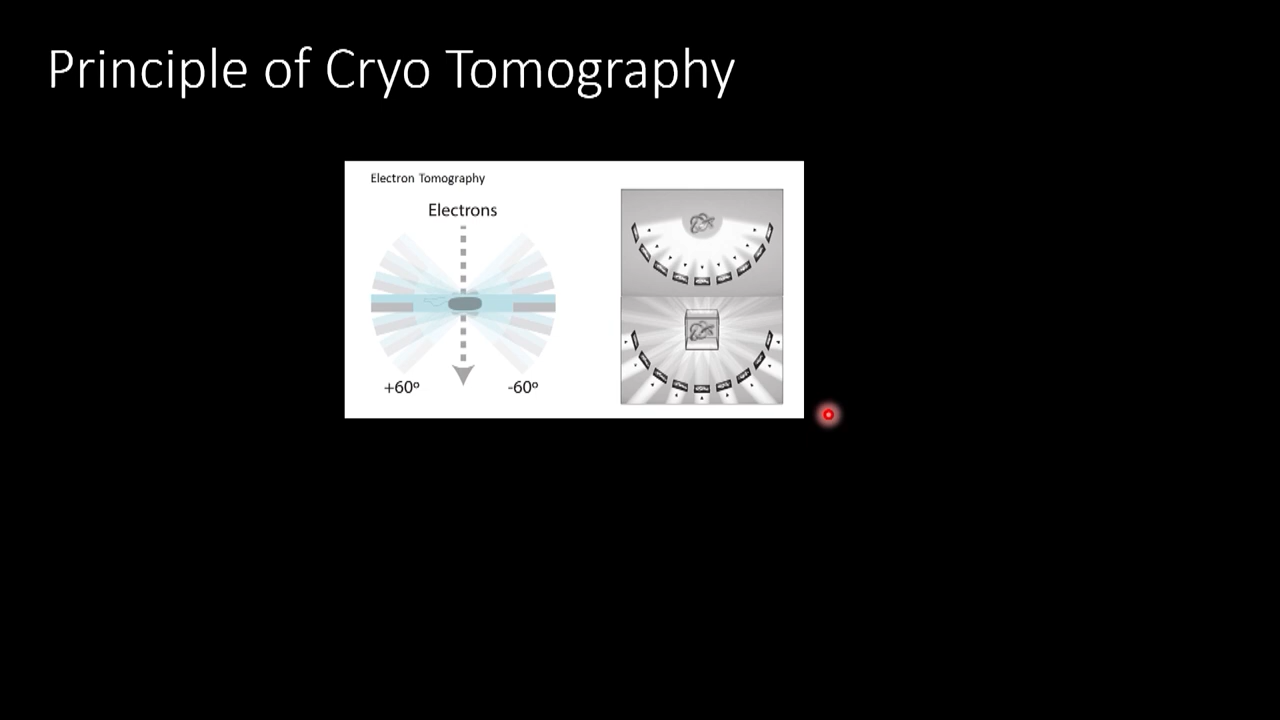 Principle of Cryo Tomography
Electron Tomography
Electrons
+60º
-60º